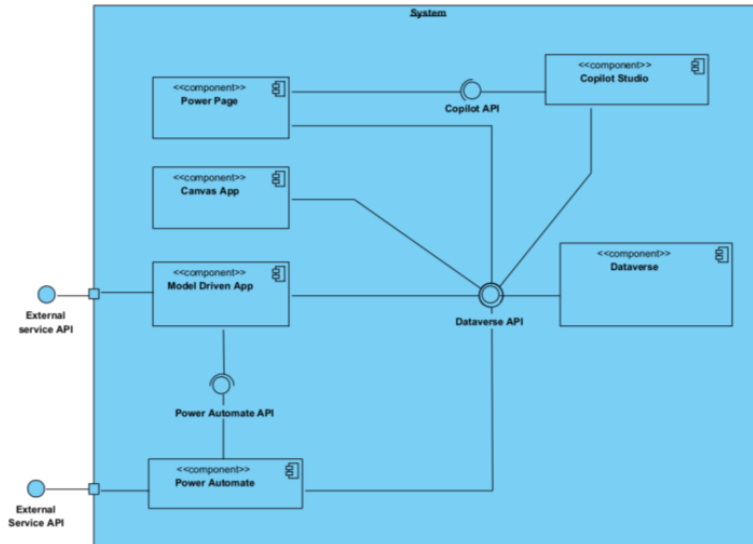 System
<<component>>
Power Page
<<component>>
Copilot Studio
Copilot API
<<component>>
Canvas App
<<component>>
Dataverse
<<component>>
Model Driven App
External
service API
Dataverse API
Power Automate API
<<component>>
Power Automate
External
Service API